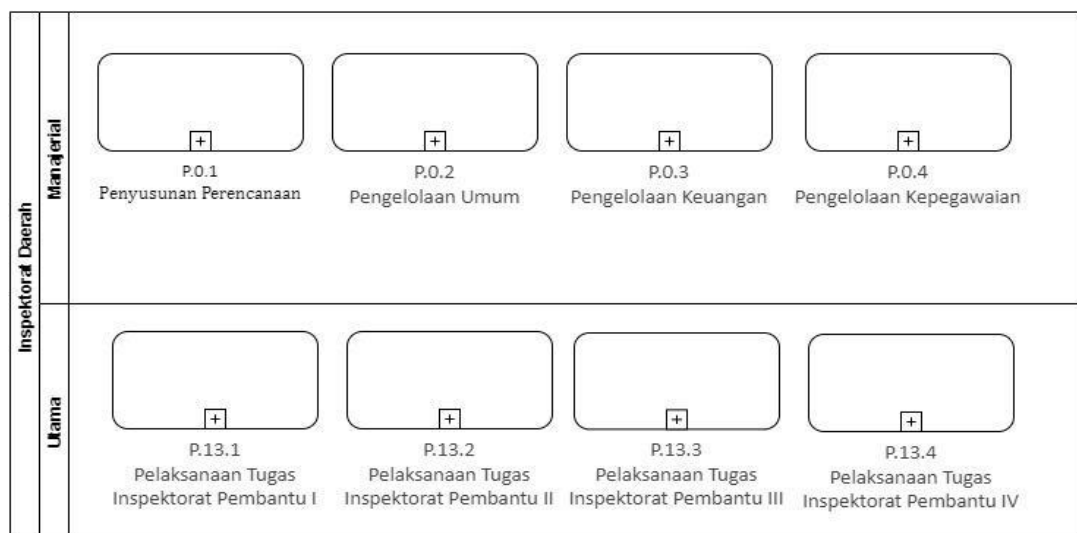 Inspektorat Daerah
Manajerial
P.0.1
Penyusunan Perencanaan
P.0.2
Pengelolaan Umum
P.0.3
Pengelolaan Keuangan
P.0.4
Pengelolaan Kepegawaian
Utama
P.13.1
Pelaksanaan Tugas
Inspektorat Pembantu I
P.13.2
Pelaksanaan Tugas
Inspektorat Pembantu II
P.13.3
Pelaksanaan Tugas
Inspektorat Pembantu III
P.13.4
Pelaksanaan Tugas
Inspektorat Pembantu IV